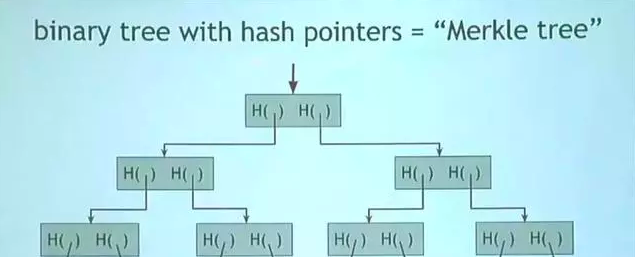 binary tree with hash pointers = “Merkle tree”
H( ) H( )
H( ) H( ) H( ) H( )
H( ) H( ) H( ) H( ) H( ) H( ) H( ) H( )